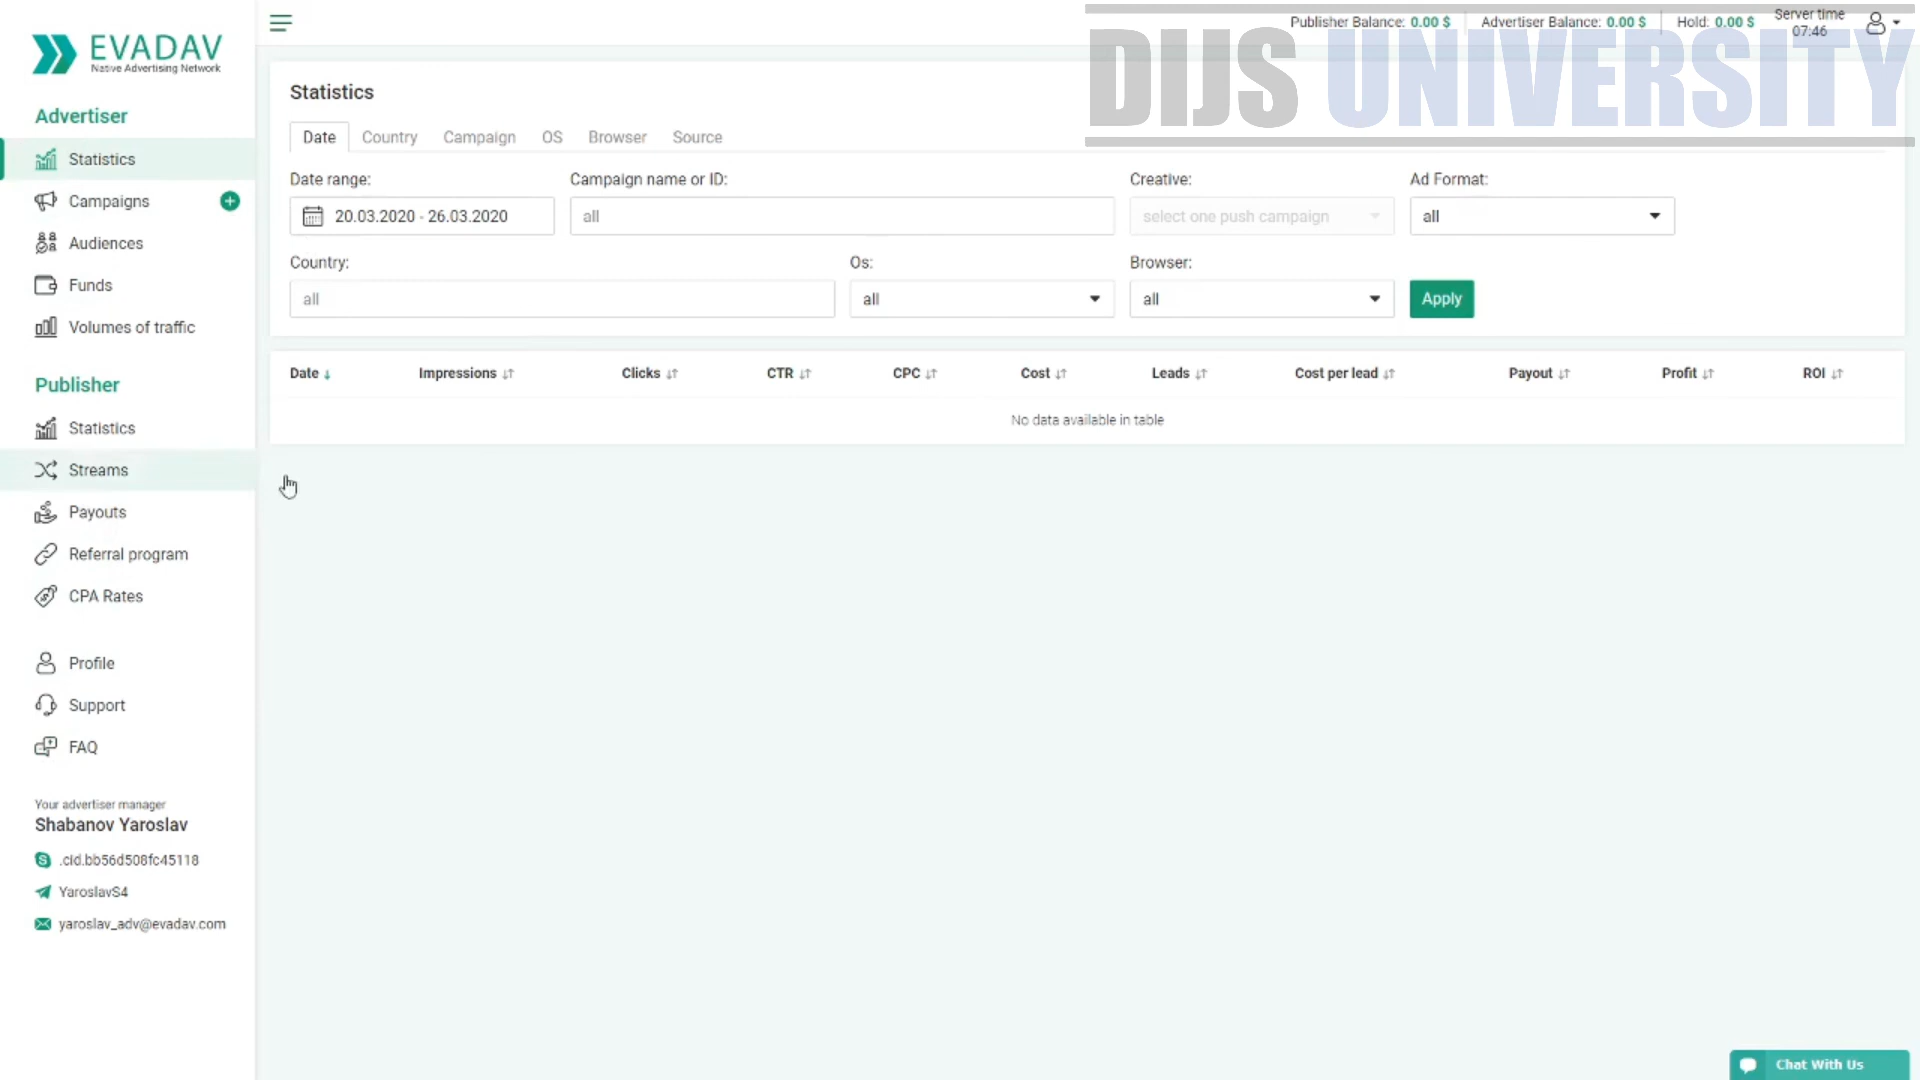 EVADAV
Native Advertising Network
Publisher Balance: 0.00 $
Advertiser Balance: 0.00 $
Hold: 0.00 $
Server time
07:46
DIJS UNIVERSITY
Advertiser
Statistics
Campaigns
Audiences
Funds
Volumes of traffic
Publisher
Statistics
Streams
Payouts
Referral program
CPA Rates
Profile
Support
FAQ
Your advertiser manager
Shabanov Yaroslav
.cid.bb56d508fc45118
YaroslavS4
yaroslav_adv@evadav.com
Statistics
Date Country Campaign OS Browser Source
Date range: Campaign name or ID: Creative: Ad Format:
20.03.2020 - 26.03.2020 all select one push campaign all
Country: Os: Browser:
all all all Apply
Date Impressions Clicks CTR CPC Cost Leads Cost per lead Payout Profit ROI
No data available in table
Chat With Us